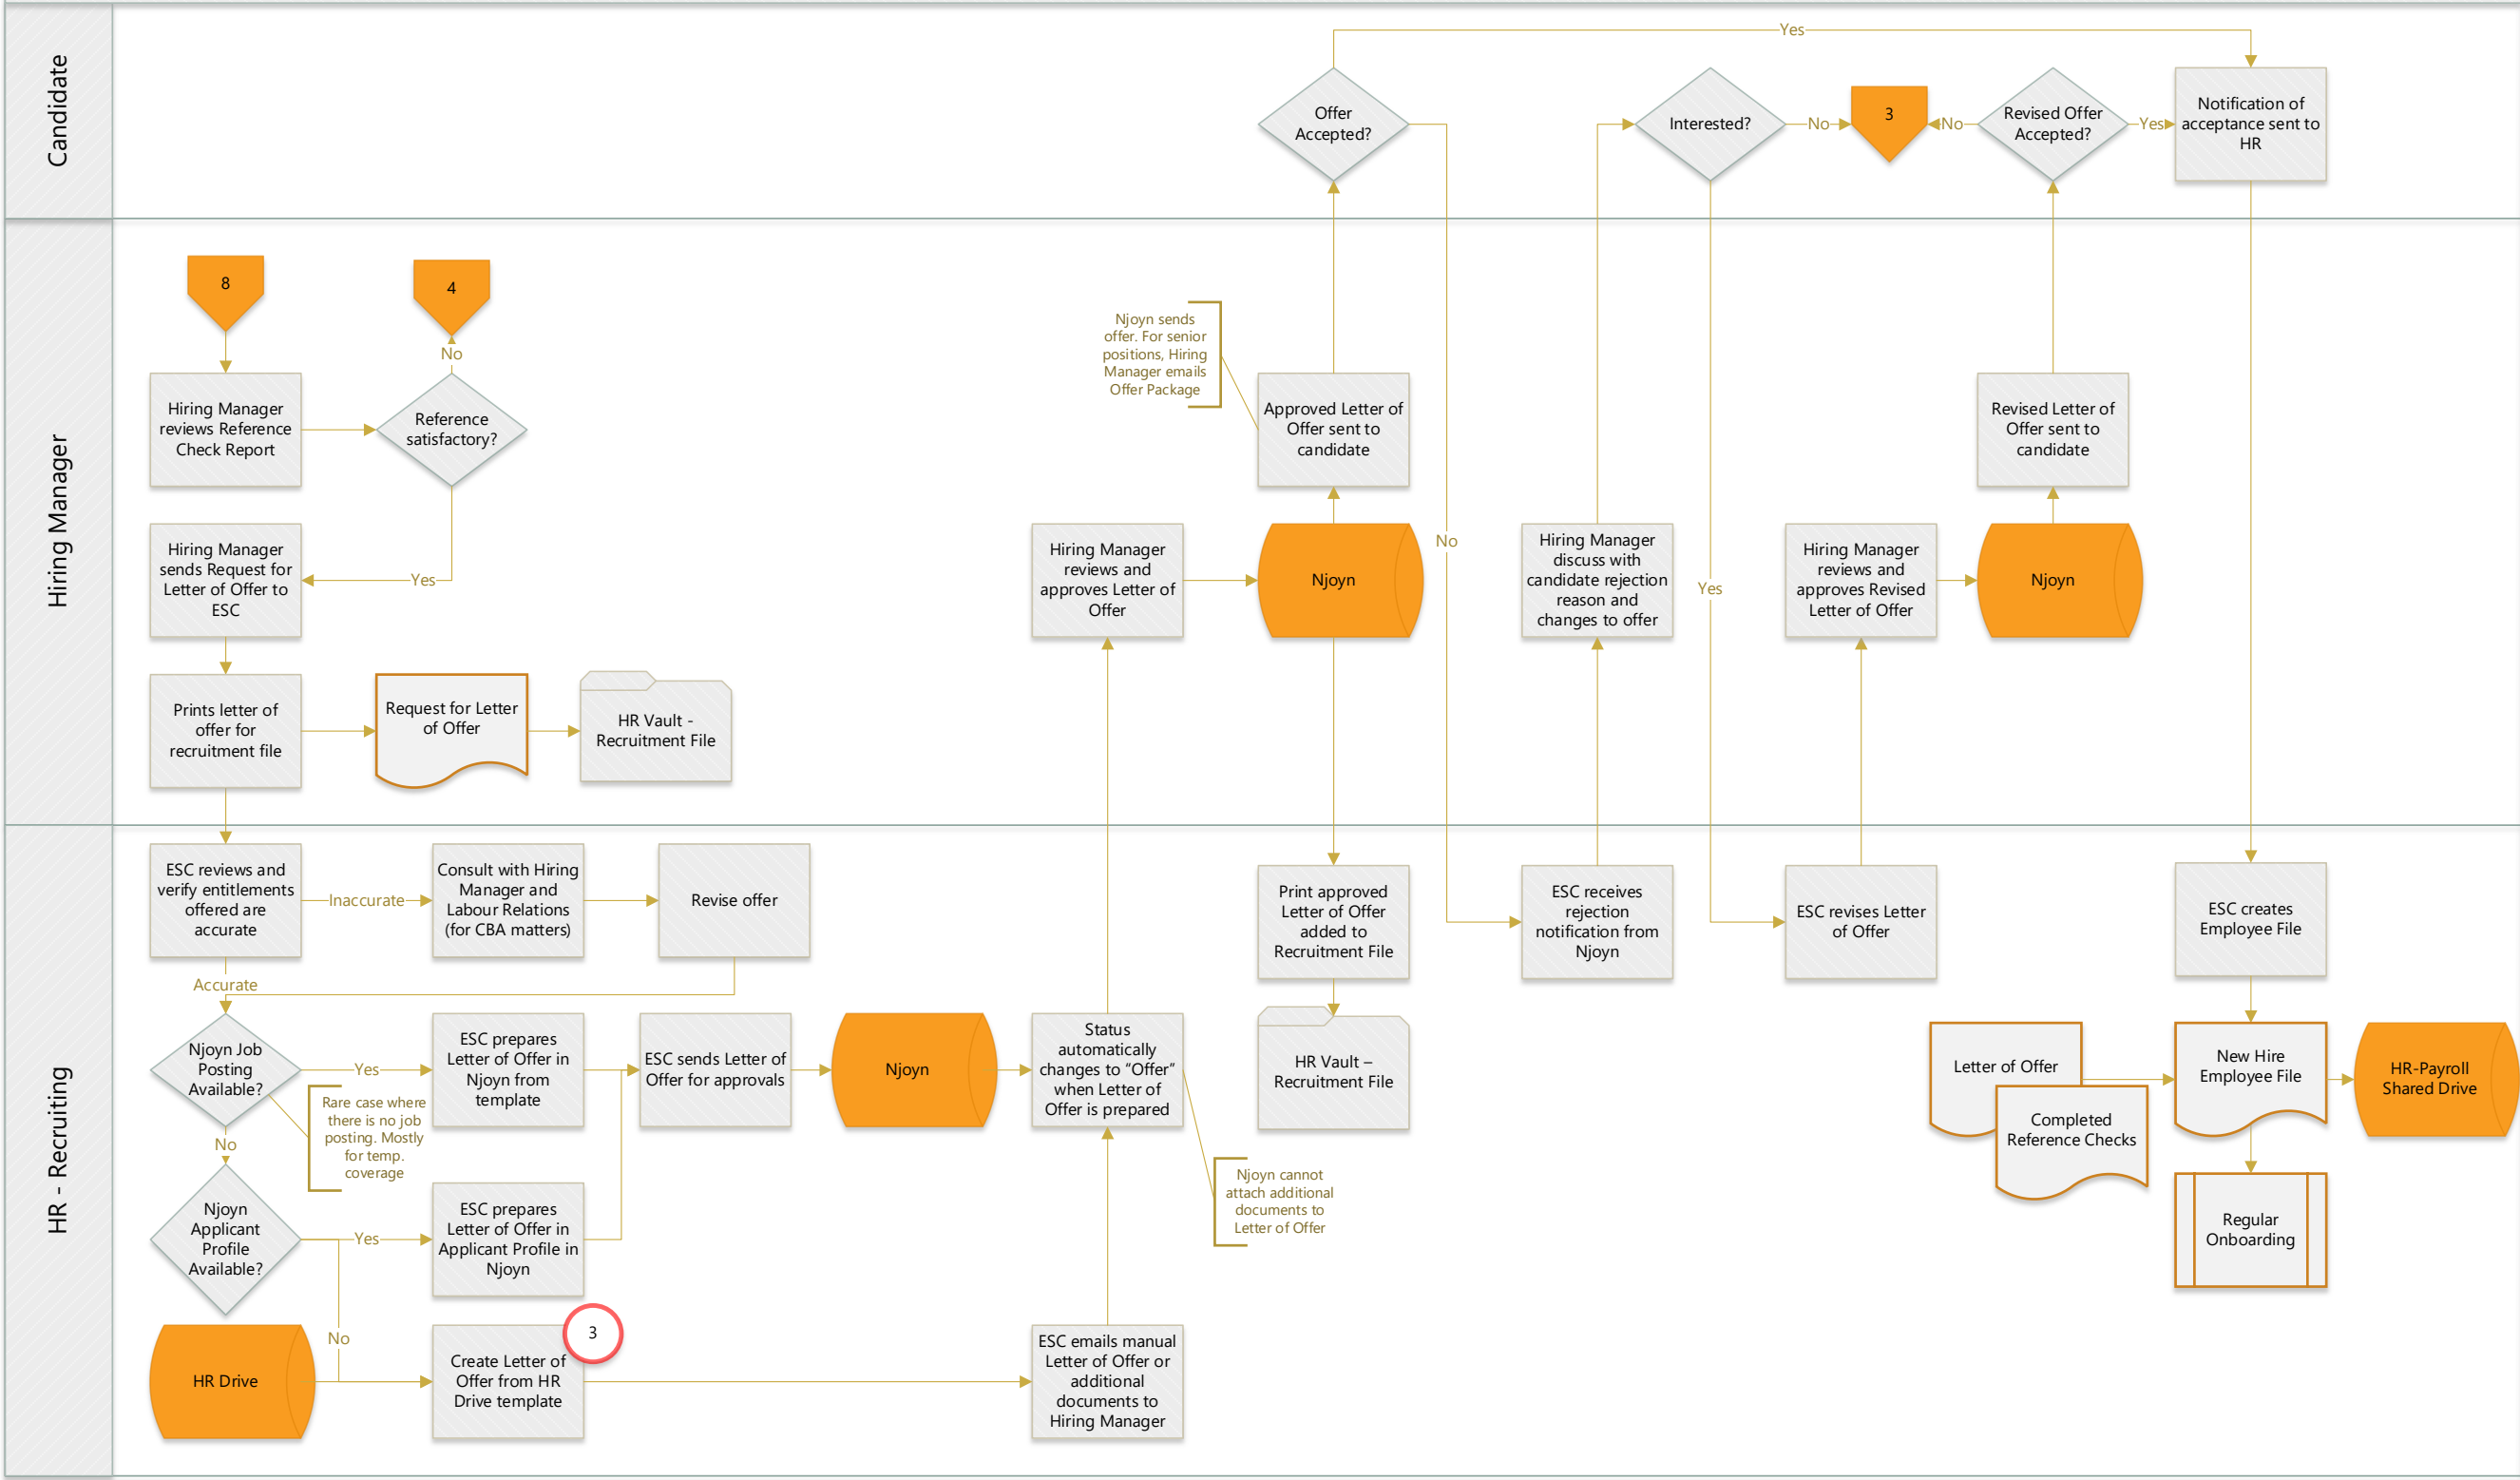 Candidate
Yes
Offer
Accepted?
Interested?
No
3
No
Revised Offer
Accepted?
Yes
Notification of
acceptance sent to
HR
Hiring Manager
8
4
No
Hiring Manager
reviews Reference
Check Report
Reference
satisfactory?
Njoyn sends
offer. For senior
positions, Hiring
Manager emails
Offer Package
Approved Letter of
Offer sent to
candidate
Revised Letter of
Offer sent to
candidate
Hiring Manager
sends Request for
Letter of Offer to
ESC
Yes
Hiring Manager
reviews and
approves Letter of
Offer
Njoyn
No
Hiring Manager
discuss with
candidate rejection
reason and
changes to offer
Yes
Hiring Manager
reviews and
approves Revised
Letter of Offer
Njoyn
Prints letter of
offer for
recruitment file
Request for Letter
of Offer
HR Vault -
Recruitment File
HR - Recruiting
ESC reviews and
verify entitlements
offered are
accurate
Inaccurate
Consult with Hiring
Manager and
Labour Relations
(for CBA matters)
Revise offer
Print approved
Letter of Offer
added to
Recruitment File
ESC receives
rejection
notification from
Njoyn
ESC revises Letter
of Offer
ESC creates
Employee File
Accurate
Njoyn Job
Posting
Available?
Yes
ESC prepares
Letter of Offer in
Njoyn from
template
ESC sends Letter of
Offer for approvals
Njoyn
Status
automatically
changes to “Offer”
when Letter of
Offer is prepared
HR Vault –
Recruitment File
Letter of Offer
Completed
Reference Checks
New Hire
Employee File
HR-Payroll
Shared Drive
Rare case where
there is no job
posting. Mostly
for temp.
coverage
No
Njoyn
Applicant
Profile
Available?
Yes
ESC prepares
Letter of Offer in
Applicant Profile in
Njoyn
Njoyn cannot
attach additional
documents to
Letter of Offer
Regular
Onboarding
HR Drive
No
Create Letter of
Offer from HR
Drive template
3
ESC emails manual
Letter of Offer or
additional
documents to
Hiring Manager